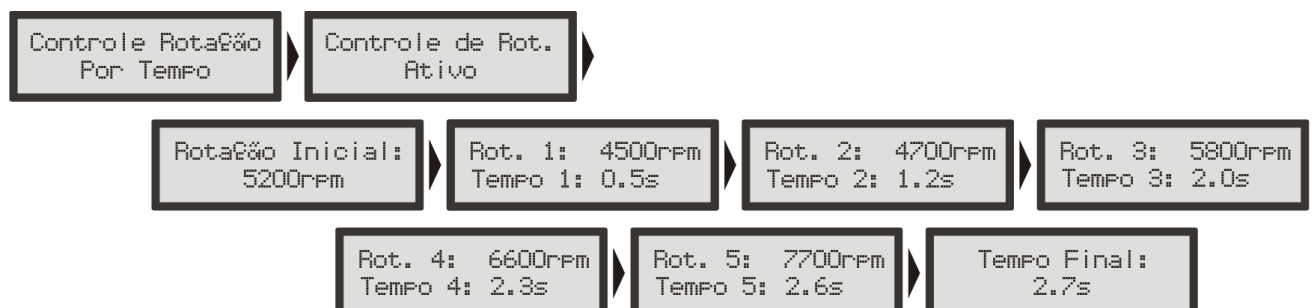 Controle Rotação
Por Tempo
Controle de Rot.
Ativo
Rotação Inicial:
5200rpm
Rot. 1: 4500rpm
Tempo 1: 0.5s
Rot. 2: 4700rpm
Tempo 2: 1.2s
Rot. 3: 5800rpm
Tempo 3: 2.0s
Rot. 4: 6600rpm
Tempo 4: 2.3s
Rot. 5: 7700rpm
Tempo 5: 2.6s
Tempo Final:
2.7s